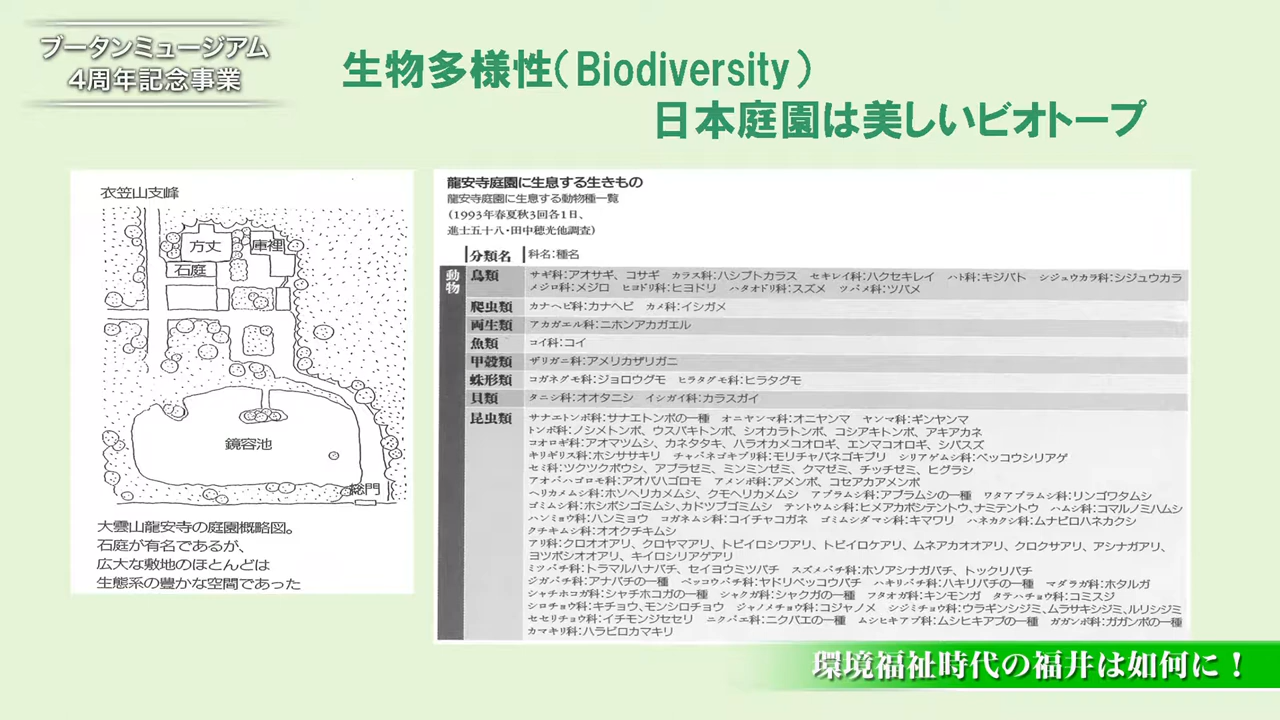 ブータンミュージアム
4周年記念事業
生物多様性(Biodiversity)
日本庭園は美しいビオトープ
衣笠山支峰
方丈
庫裡
石庭
鏡容池
総門
大雲山龍安寺の庭園概略図。
石庭が有名であるが、
広大な敷地のほとんどは
生態系の豊かな空間であった
龍安寺庭園に生息する生きもの
龍安寺庭園に生息する動物種一覧
(1993年春夏秋3回各1日、
進士五十八・田中穂光他調査)
分類名 科名:種名
動物
鳥類 サギ科:アオサギ、コサギ カラス科:ハシブトカラス セキレイ科:ハクセキレイ ハト科:キジバト シジュウカラ科:シジュウカラ
メジロ科:メジロ ヒヨドリ科:ヒヨドリ ハタオドリ科:スズメ ツバメ科:ツバメ
爬虫類 カナヘビ科:カナヘビ カメ科:イシガメ
両生類 アカガエル科:ニホンアカガエル
魚類 コイ科:コイ
甲殻類 ザリガニ科:アメリカザリガニ
蛛形類 コガネグモ科:ジョロウグモ ヒラタグモ科:ヒラタグモ
貝類 タニシ科:オオタニシ イシガイ科:カラスガイ
昆虫類 サナエトンボ科:サナエトンボの一種 オニヤンマ科:オニヤンマ ヤンマ科:ギンヤンマ
トンボ科:ノシメトンボ、ウスバキトンボ、シオカラトンボ、コシアキトンボ、アキアカネ
コオロギ科:アオマツムシ、カネタタキ、ハラオカメコオロギ、エンマコオロギ、シバスズ
キリギリス科:ホシササキリ チャバネゴキブリ科:モリチャバネゴキブリ シリアゲムシ科:ベッコウシリアゲ
セミ科:ツクツクボウシ、アブラゼミ、ミンミンゼミ、クマゼミ、チッチゼミ、ヒグラシ
アオバハゴロモ科:アオバハゴロモ アメンボ科:アメンボ、コセアカアメンボ
ヘリカメムシ科:ホソヘリカメムシ、クモヘリカメムシ アブラムシ科:アブラムシの一種 ワタアブラムシ科:リンゴワタムシ
ゴミムシ科:ホシボシゴミムシ、カドツブゴミムシ テントウムシ科:ヒメアカボシテントウ、ナミテントウ ハムシ科:コマルノミハムシ
ハンミョウ科:ハンミョウ コガネムシ科:コイチャコガネ ゴミムシダマシ科:キマワリ ハネカクシ科:ムナビロハネカクシ
クチキムシ科:オオクチキムシ
アリ科:クロオオアリ、クロヤマアリ、トビイロシワアリ、トビイロケアリ、ムネアカオオアリ、クロクサアリ、アシナガアリ、
ヨツボシオオアリ、キイロシリアゲアリ
ミツバチ科:トラマルハナバチ、セイヨウミツバチ スズメバチ科:ホソアシナガバチ、トックリバチ
ジガバチ科:アナバチの一種 ベッコウバチ科:ヤドリベッコウバチ ハキリバチ科:ハキリバチの一種 マダラガ科:ホタルガ
シャチホコガ科:シャチホコガの一種 シャクガ科:シャクガの一種 フタオガ科:キンモンガ タテハチョウ科:コミスジ
シロチョウ科:キチョウ、モンシロチョウ ジャノメチョウ科:コジャノメ シジミチョウ科:ウラギンシジミ、ムラサキシジミ、ルリシジミ
セセリチョウ科:イチモンジセセリ ニクバエ科:ニクバエの一種 ムシヒキアブ科:ムシヒキアブの一種 ガガンボ科:ガガンボの一種
カマキリ科:ハラビロカマキリ
環境福祉時代の福井は如何に!